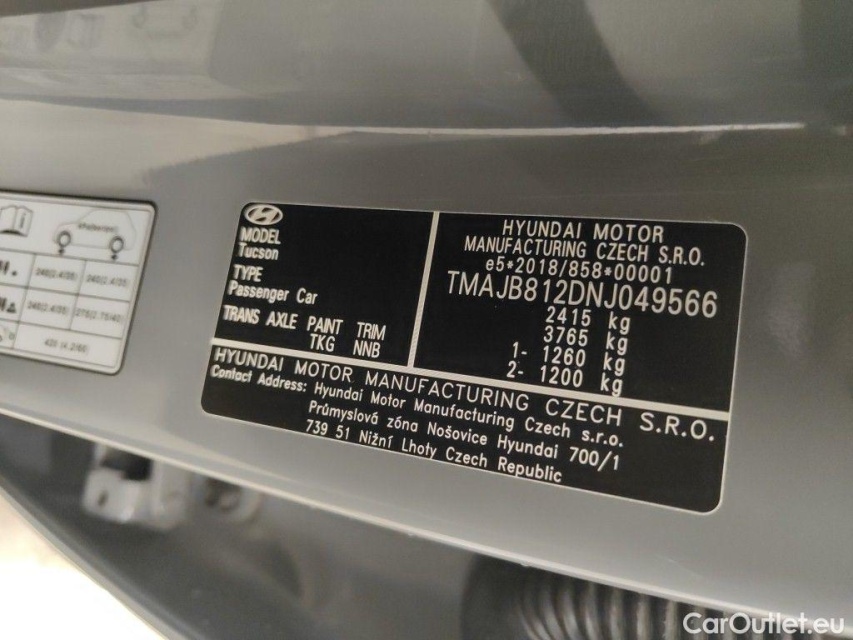 MODEL
Tucson
TYPE
Passenger Car
TRANS AXLE PAINT TRIM
TKG NNB
HYUNDAI MOTOR
MANUFACTURING CZECH S.R.O.
e5*2018/858*00001
TMAJB812DNJ049566
2415 kg
3765 kg
1- 1260 kg
2- 1200 kg
HYUNDAI MOTOR MANUFACTURING CZECH S.R.O.
Contact Address: Hyundai Motor Manufacturing Czech s.r.o.
Průmyslová zóna Nošovice Hyundai 700/1
739 51 Nižní Lhoty Czech Republic
CarOutlet.eu